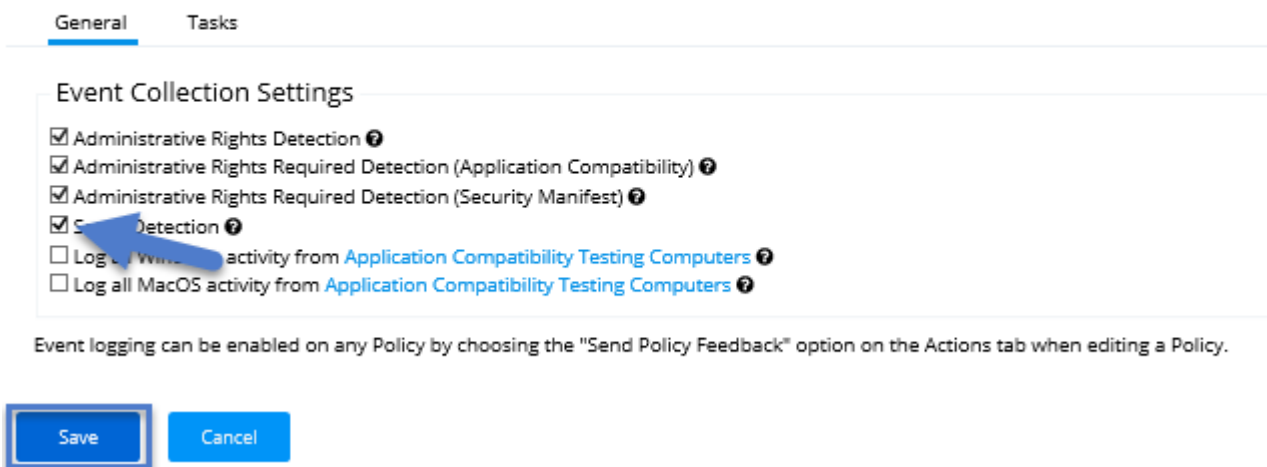 General Tasks
Event Collection Settings
Administrative Rights Detection
Administrative Rights Required Detection (Application Compatibility)
Administrative Rights Required Detection (Security Manifest)
Detection
Log activity from Application Compatibility Testing Computers
Log all MacOS activity from Application Compatibility Testing Computers
Event logging can be enabled on any Policy by choosing the "Send Policy Feedback" option on the Actions tab when editing a Policy.
Save Cancel